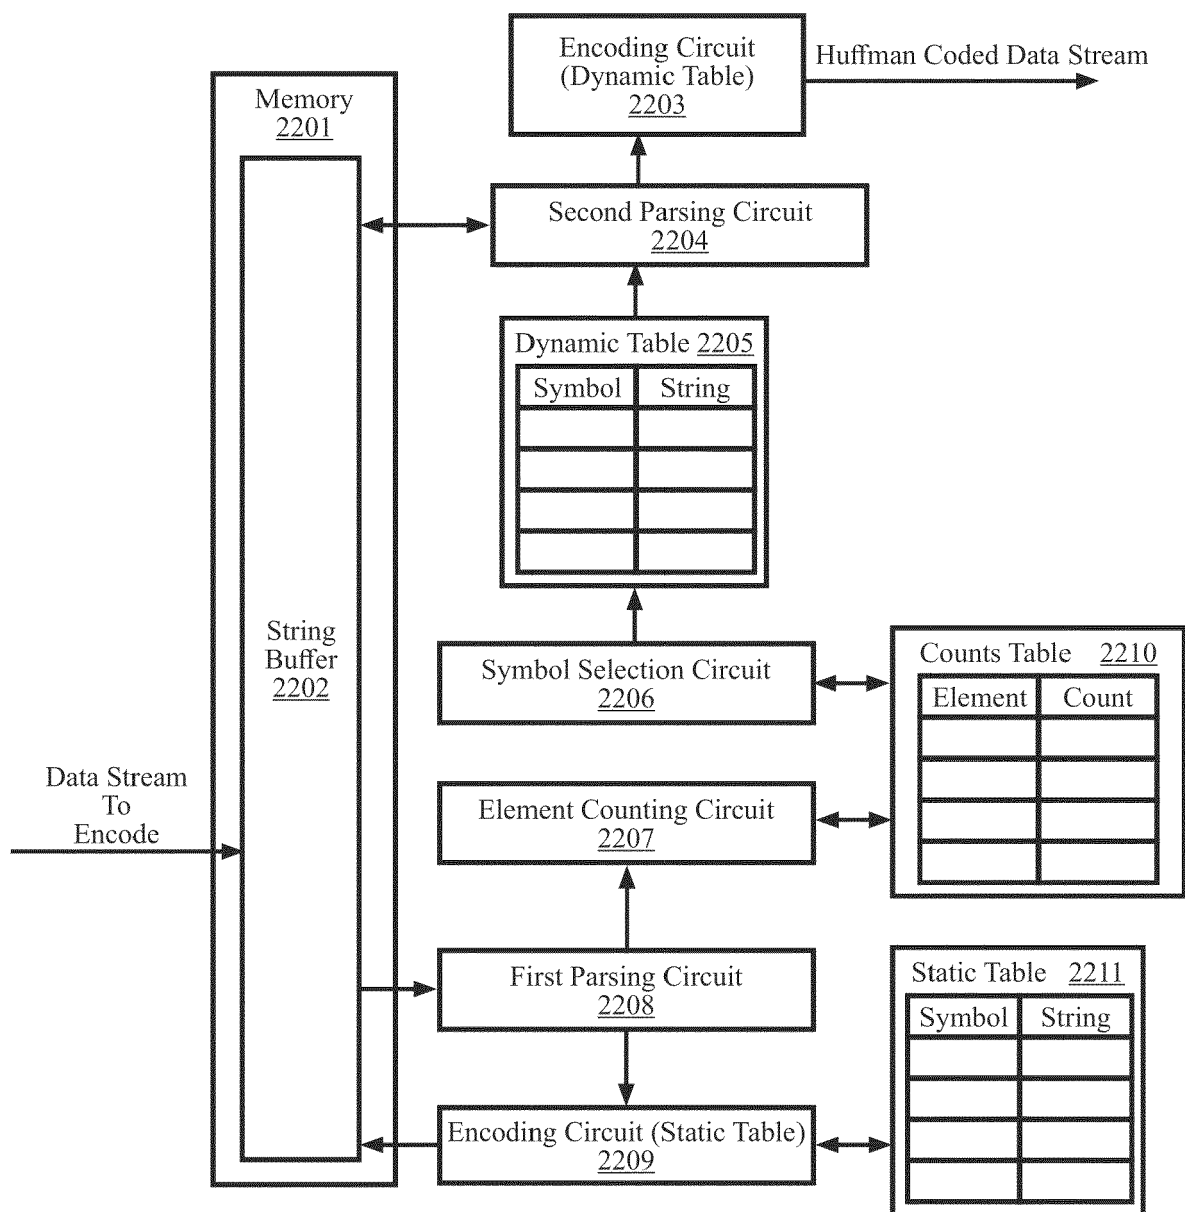 Encoding Circuit
(Dynamic Table)
2203
Huffman Coded Data Stream
Memory
2201
Second Parsing Circuit
2204
Dynamic Table 2205
Symbol String
String
Buffer
2202
Symbol Selection Circuit
2206
Counts Table 2210
Element Count
Data Stream
To
Encode
Element Counting Circuit
2207
First Parsing Circuit
2208
Static Table 2211
Symbol String
Encoding Circuit (Static Table)
2209